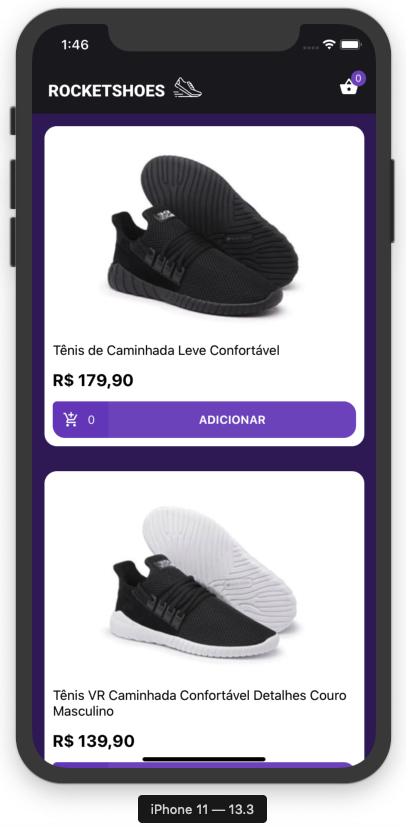 1:46
ROCKETSHOES
0
Tênis de Caminhada Leve Confortável
R$ 179,90
0 ADICIONAR
Tênis VR Caminhada Confortável Detalhes Couro
Masculino
R$ 139,90
iPhone 11 — 13.3